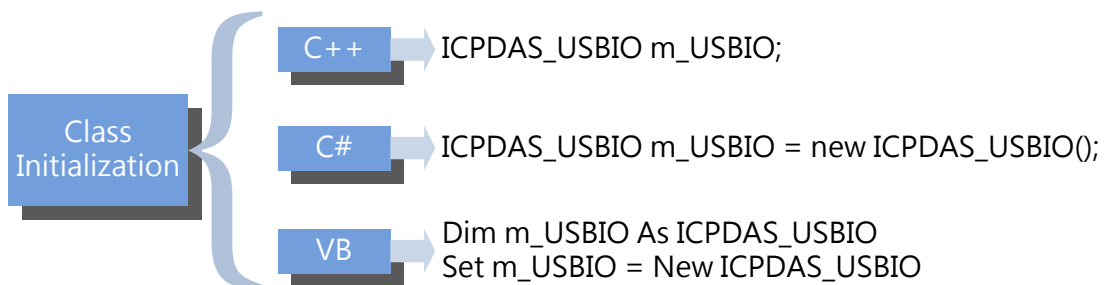 Class
Initialization
C++
ICPDAS_USBIO m_USBIO;
C#
ICPDAS_USBIO m_USBIO = new ICPDAS_USBIO();
VB
Dim m_USBIO As ICPDAS_USBIO
Set m_USBIO = New ICPDAS_USBIO